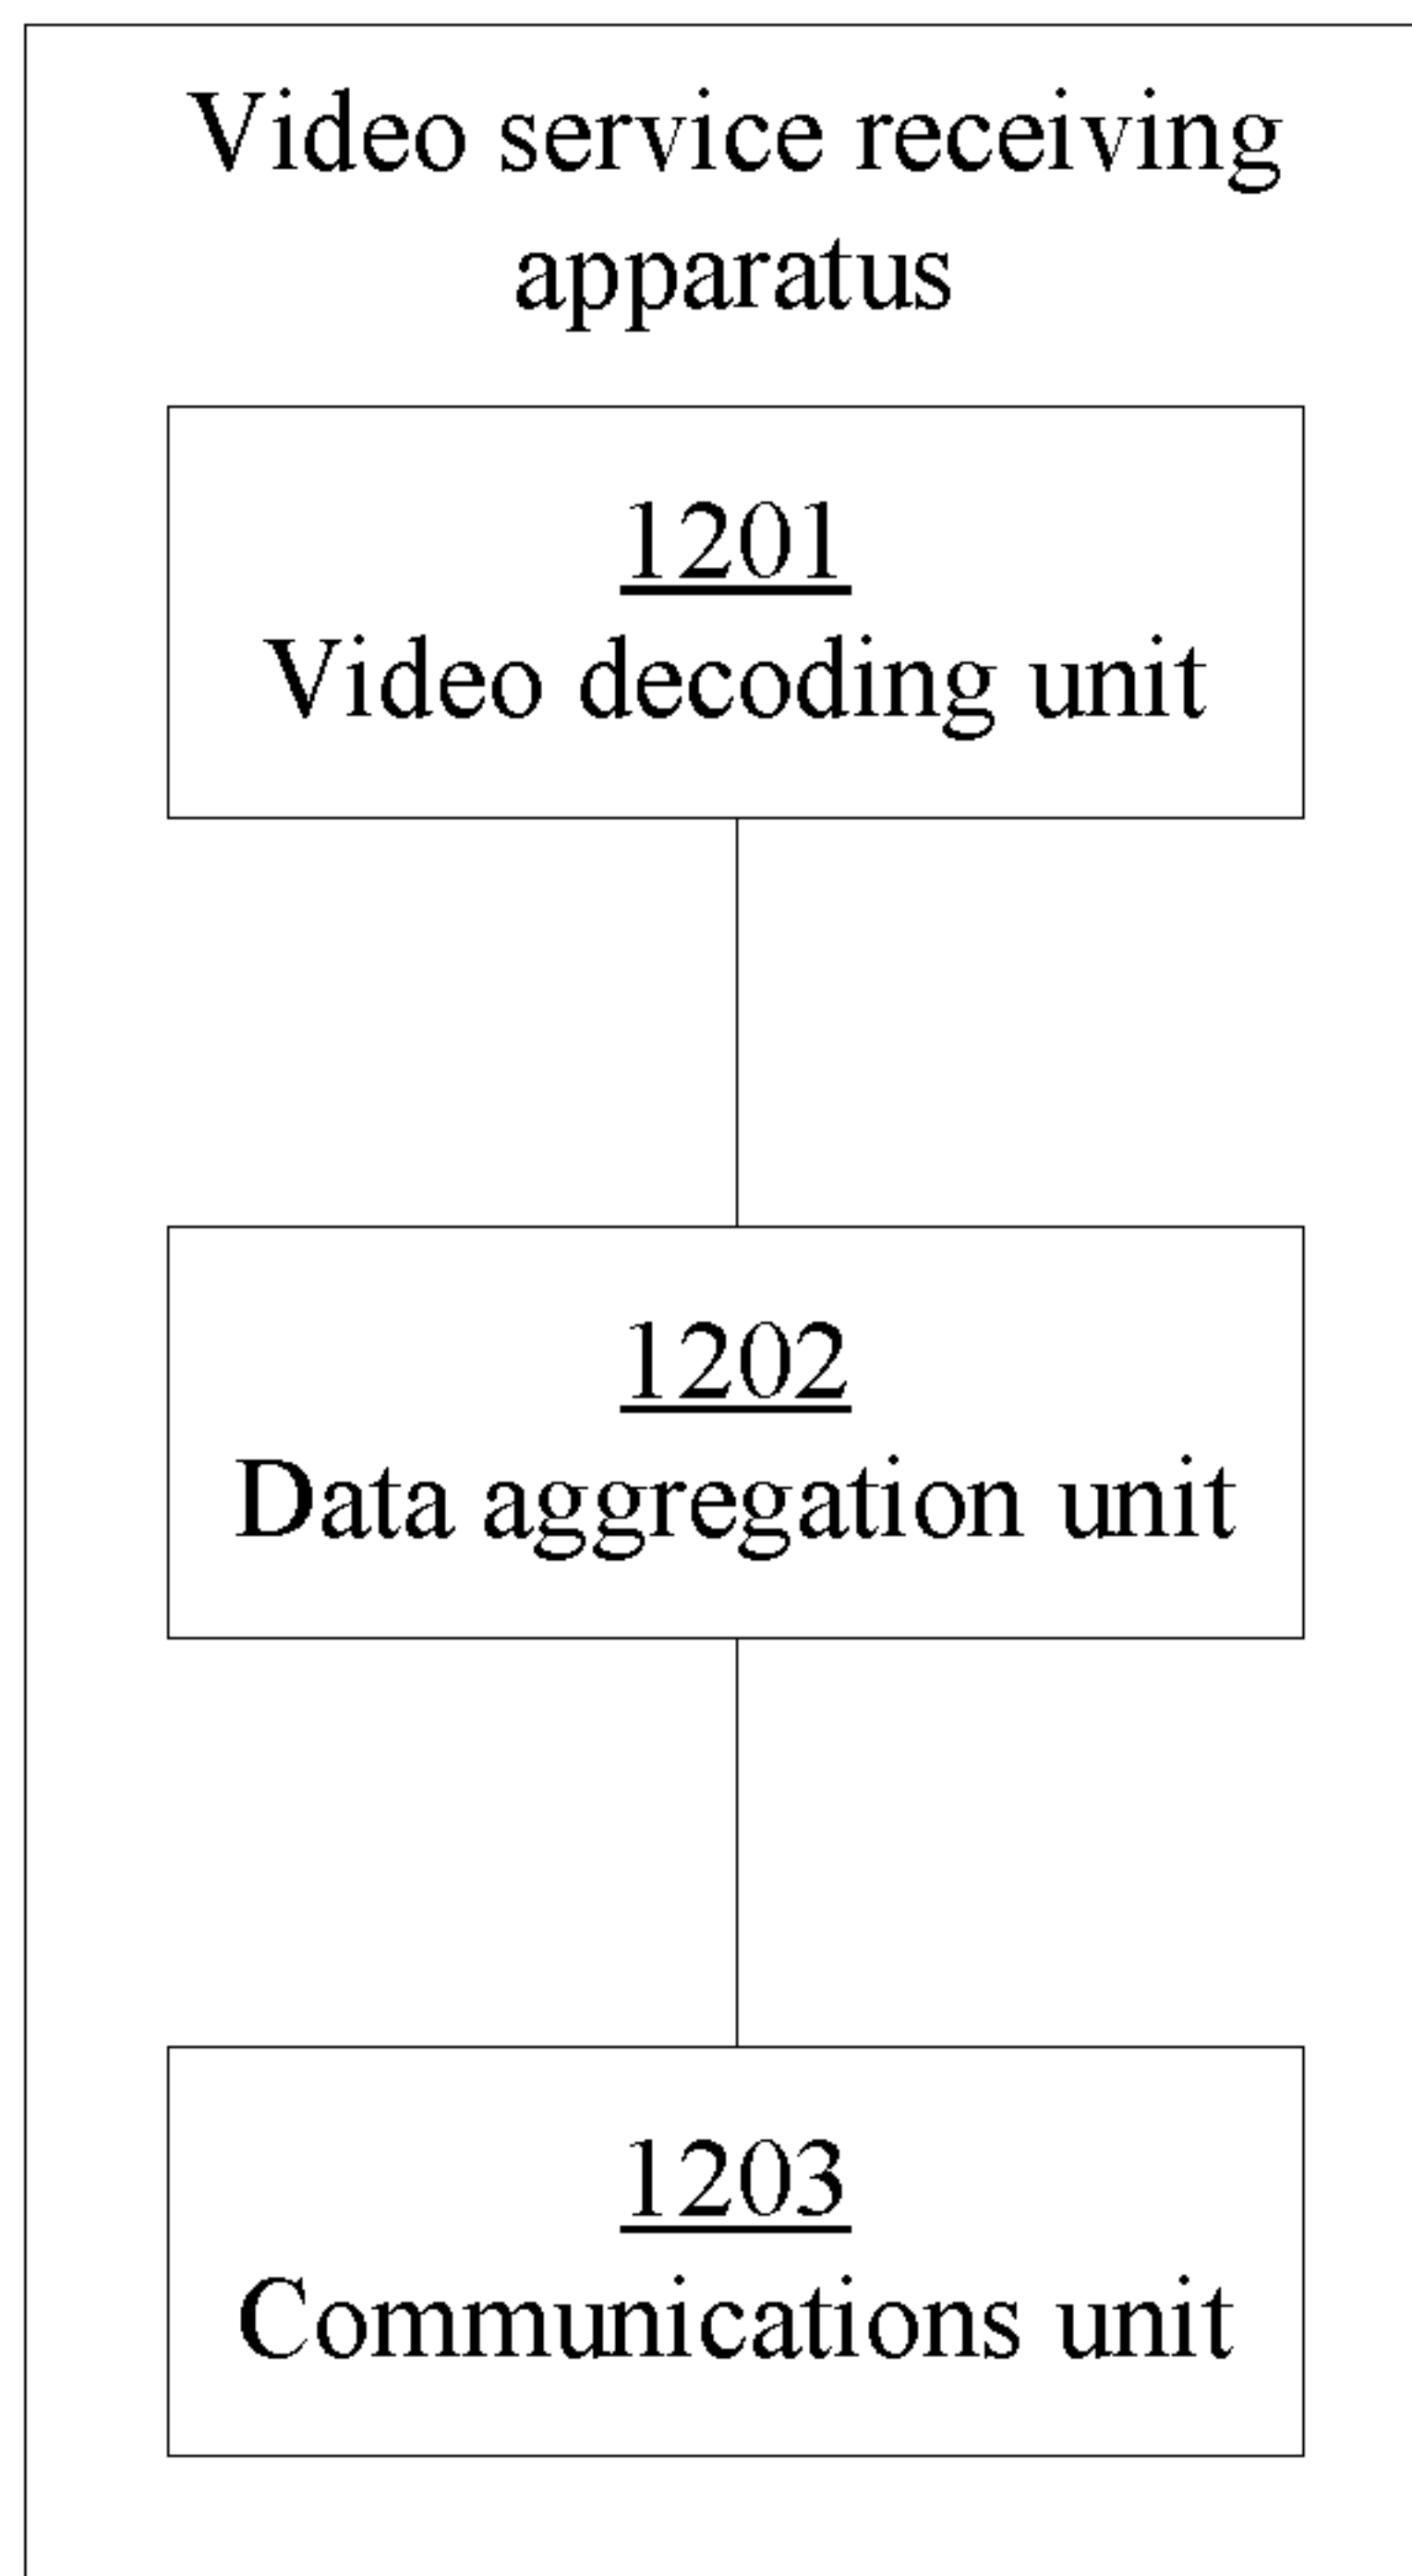 Video service receiving
apparatus
1201
Video decoding unit
1202
Data aggregation unit
1203
Communications unit